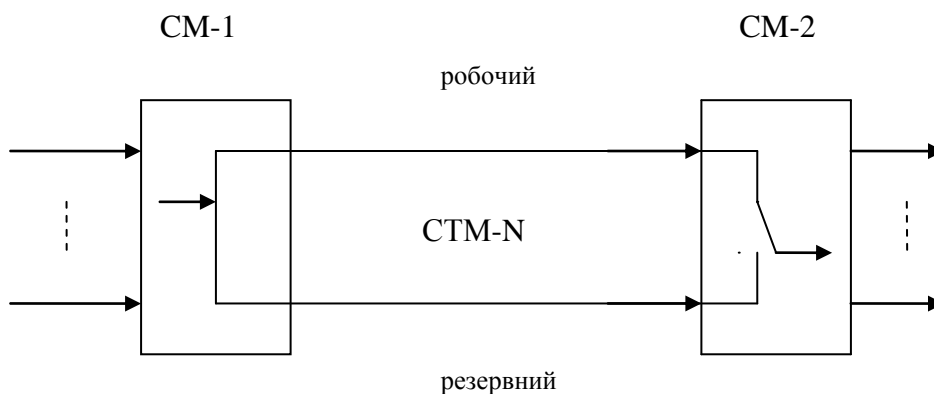 СМ-1
СМ-2
робочий
СТМ-N
резервний